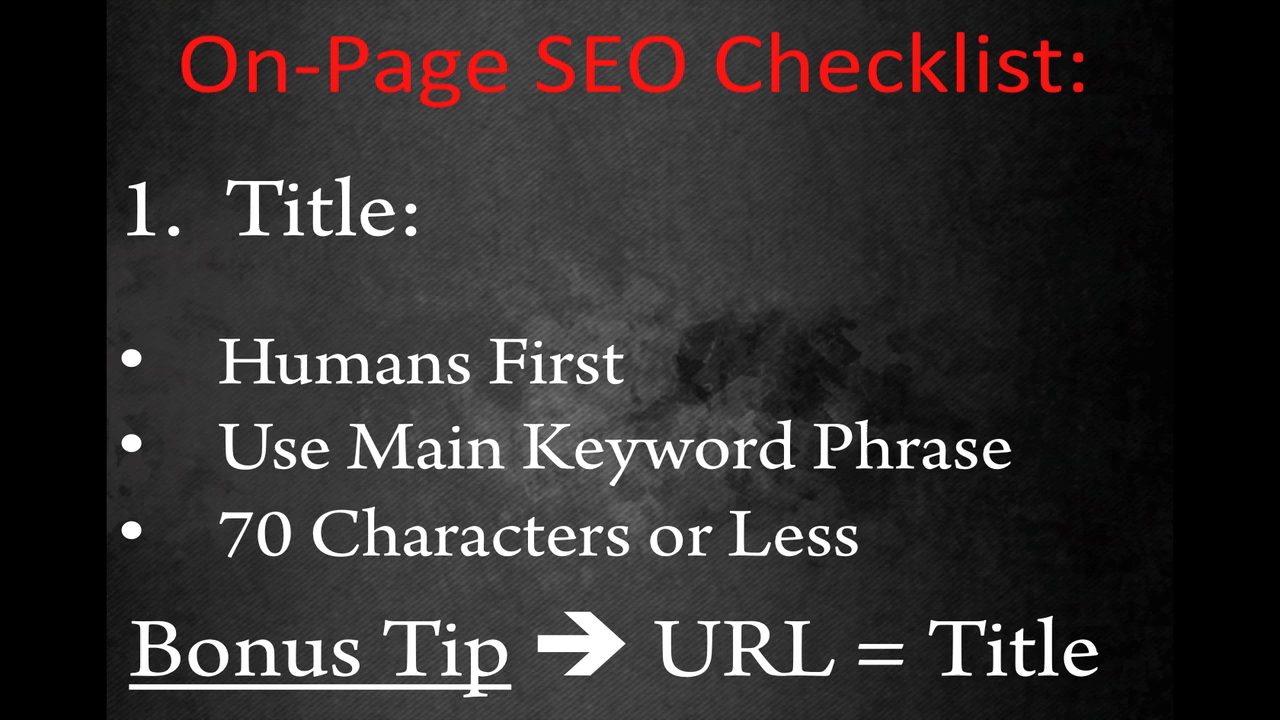 On-Page SEO Checklist:
1. Title:
• Humans First
• Use Main Keyword Phrase
• 70 Characters or Less
Bonus Tip ➔ URL = Title